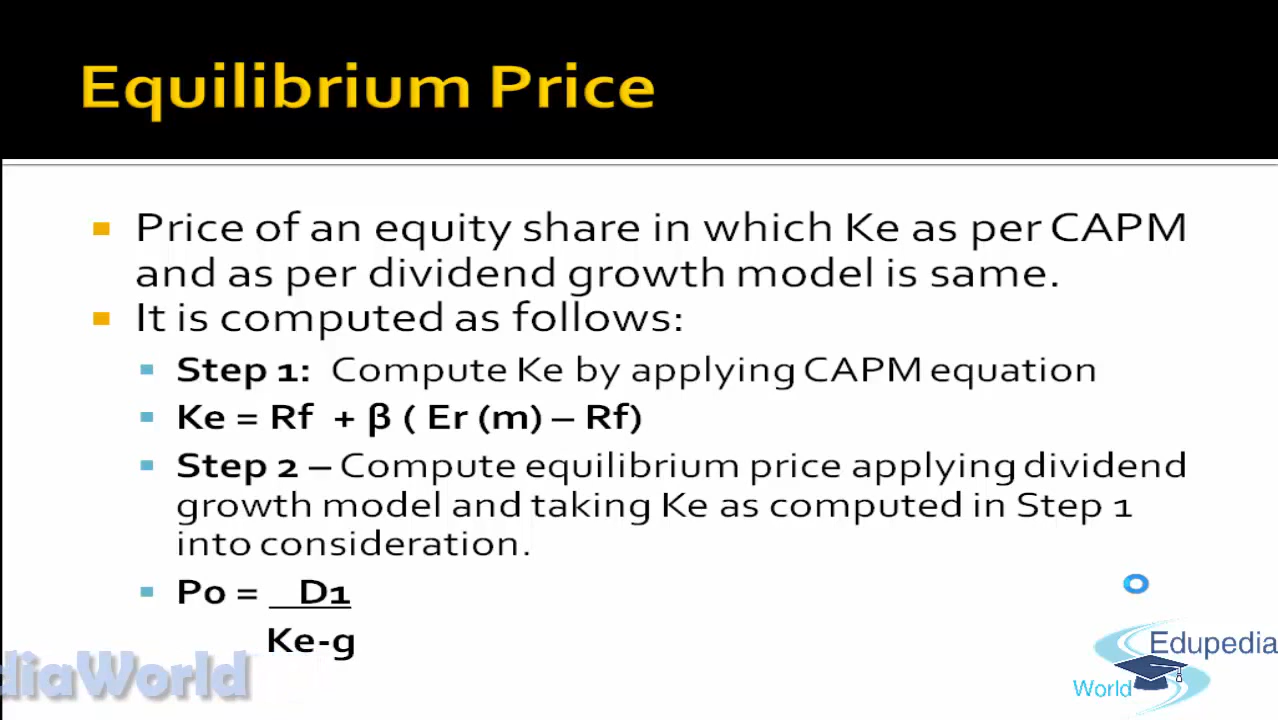 Equilibrium Price
Price of an equity share in which Ke as per CAPM
and as per dividend growth model is same.
It is computed as follows:
Step 1: Compute Ke by applying CAPM equation
Ke = Rf + β ( Er (m) – Rf)
Step 2 – Compute equilibrium price applying dividend
growth model and taking Ke as computed in Step 1
into consideration.
Po = D1
Ke-g
diaWorld
Edupedia
World